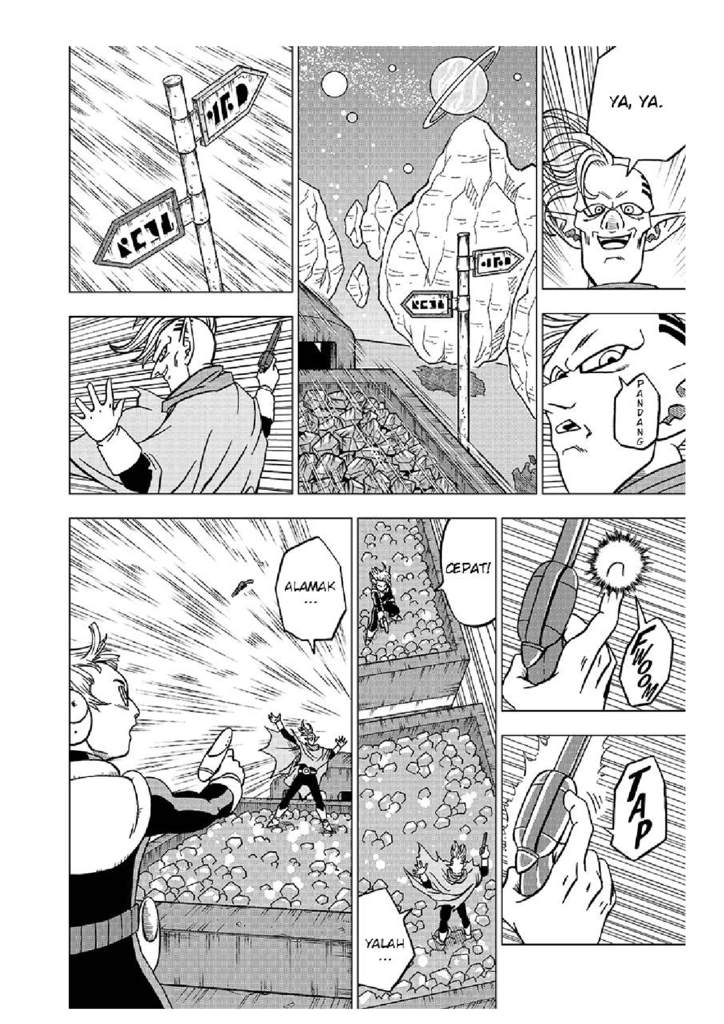 YA, YA.
PANDANG
FWOOM
TAP
CEPAT!
YALAH
...
ALAMAK
...